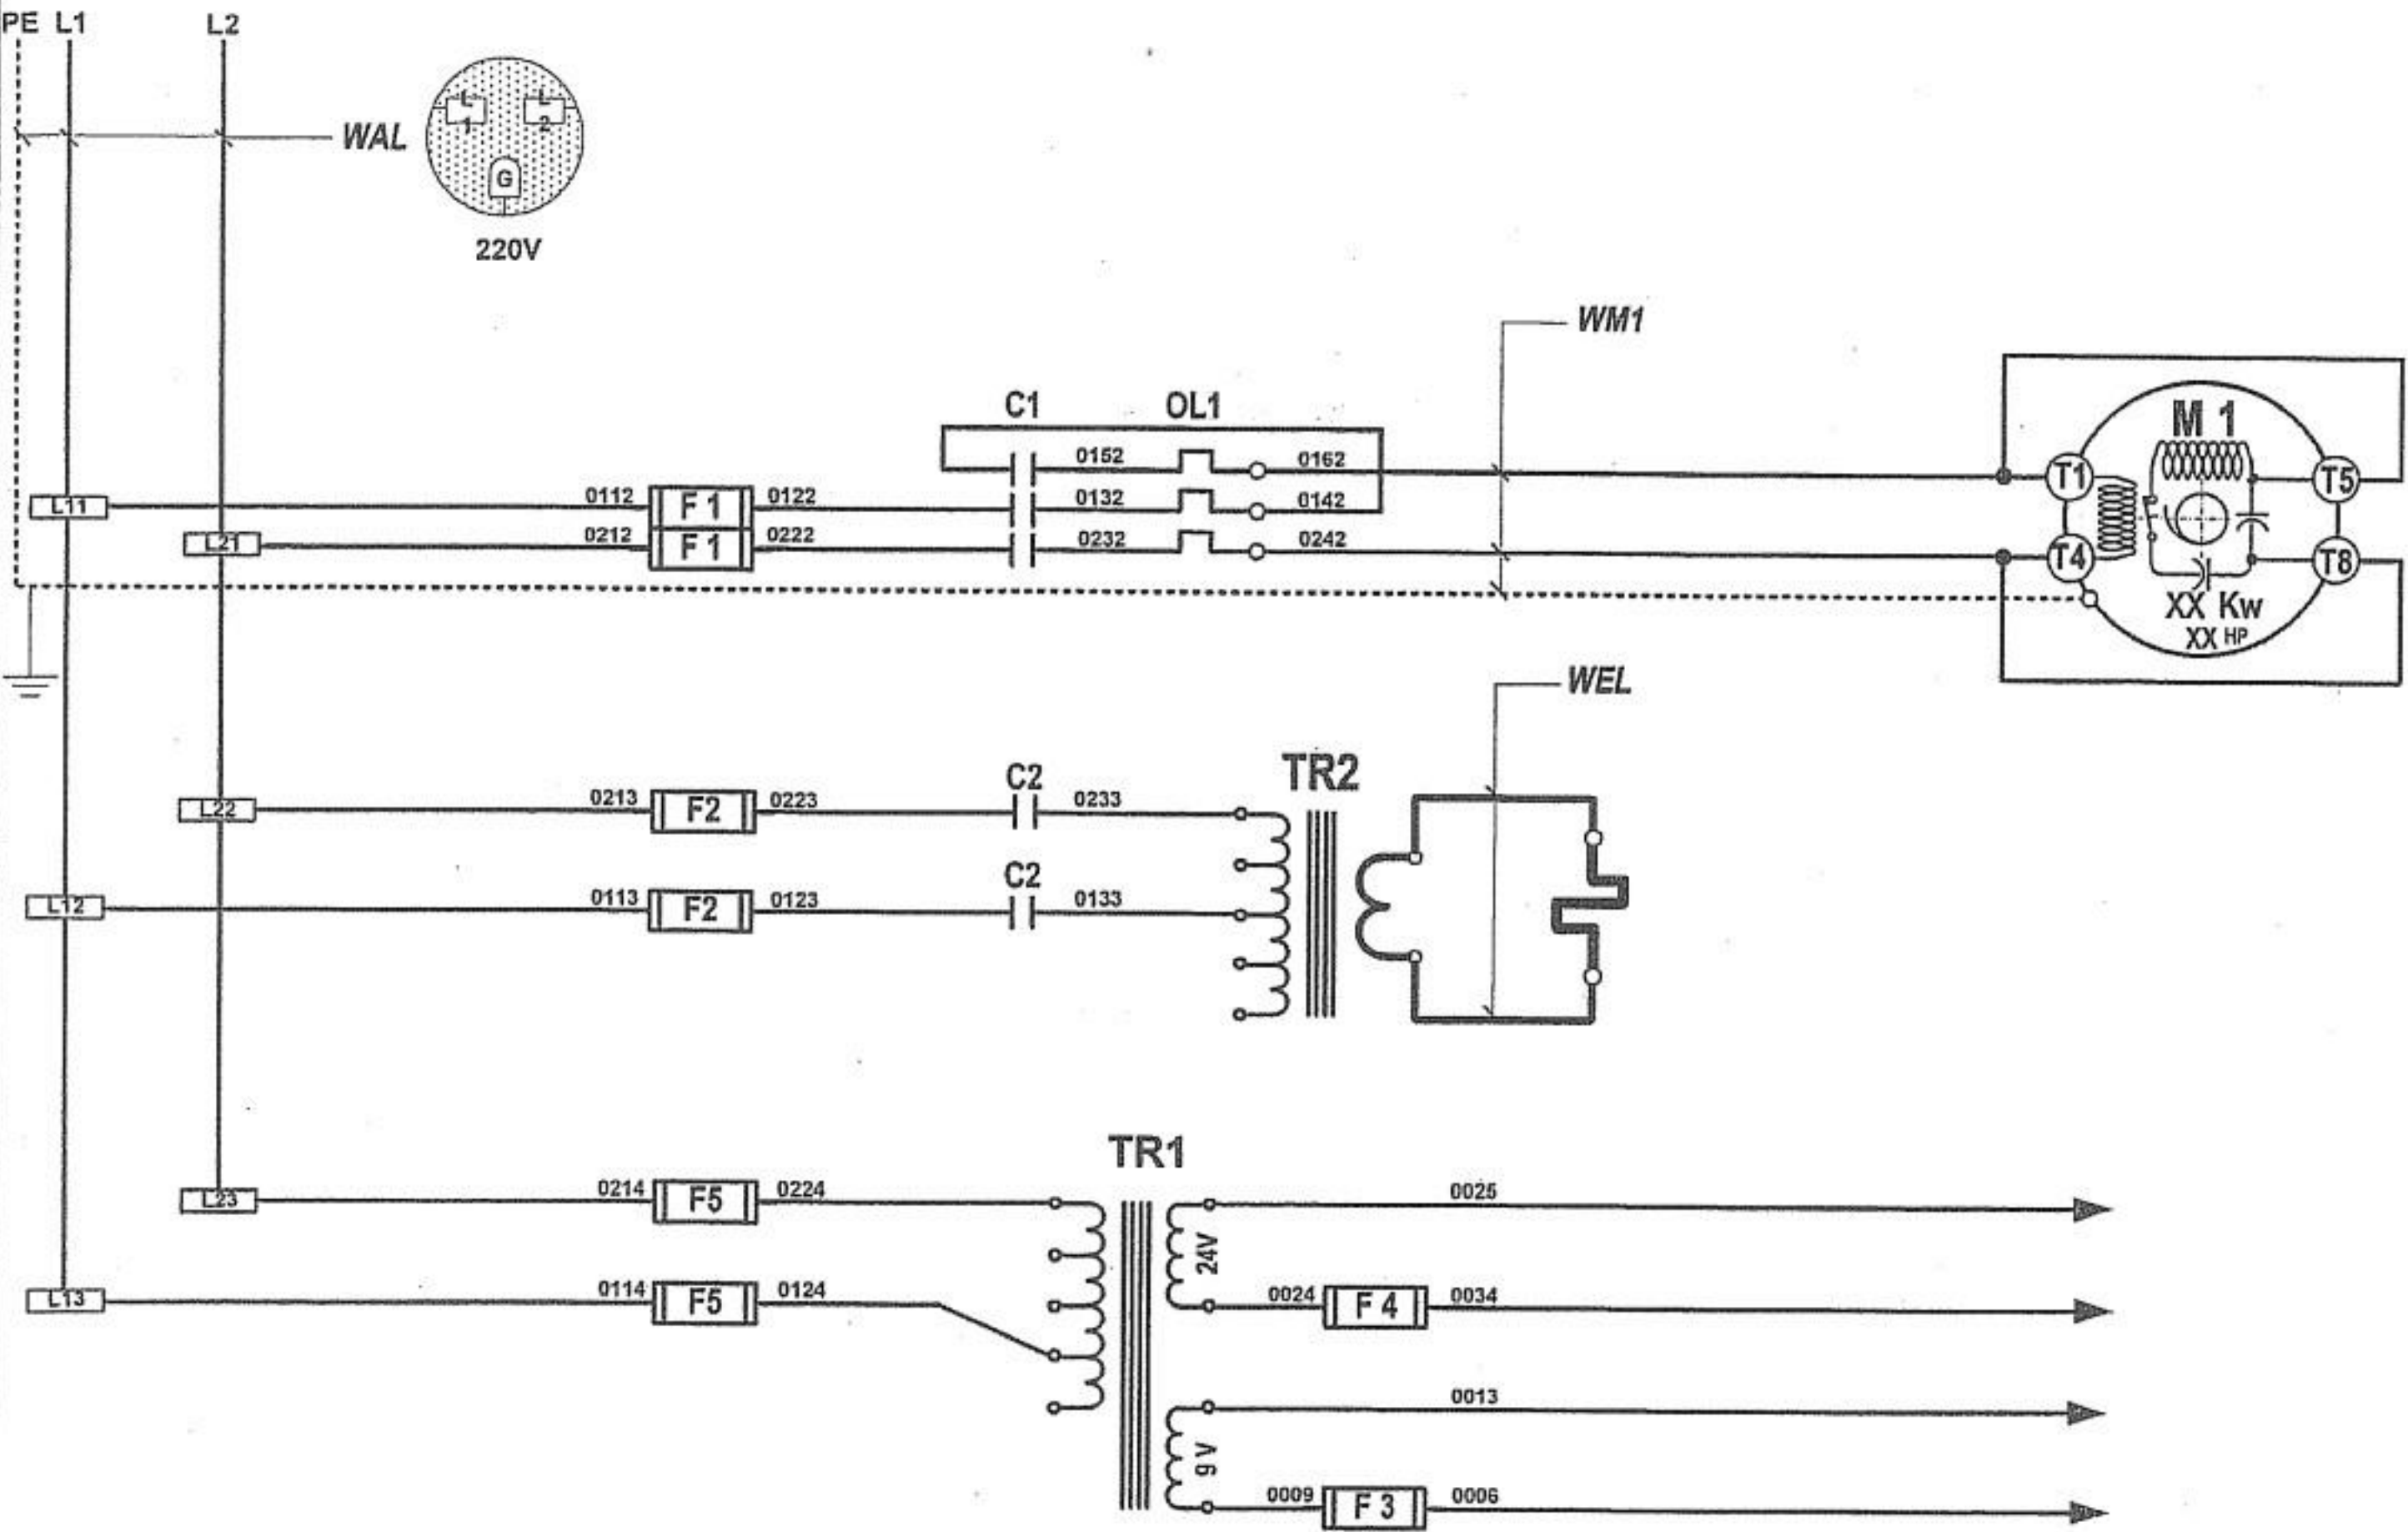 PE L1 L2
WAL
L
1
L
2
G
220V
WM1
C1 OL1
M 1
0152 0162
T1 T5
L11 0112 F 1 0122 0132 0142
L21 0212 F 1 0222 0232 0242
T4 T8
XX Kw
XX HP
WEL
TR2
C2
L22 0213 F2 0223 0233
C2
L12 0113 F2 0123 0133
TR1
L23 0214 F5 0224 0025
24V
L13 0114 F5 0124 0024 F 4 0034
0013
9 V
0009 F 3 0006